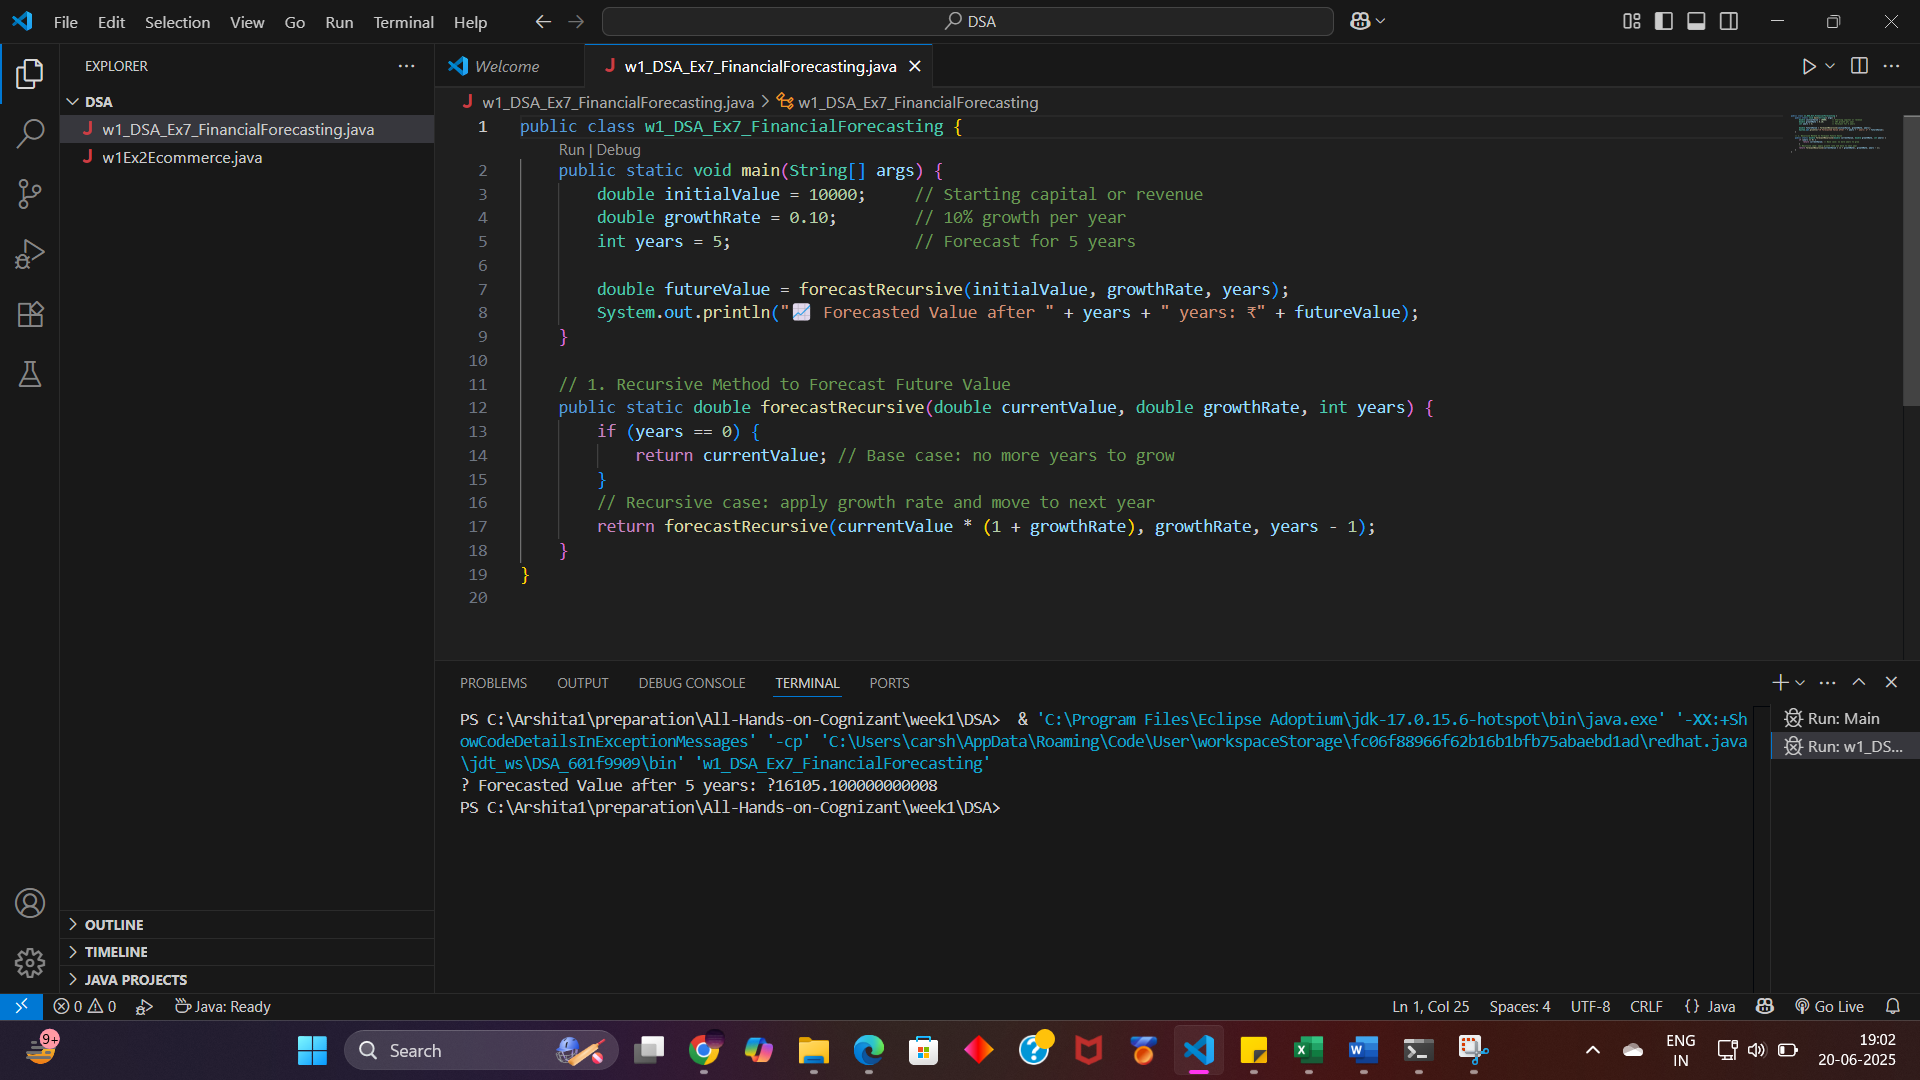 File Edit Selection View Go Run Terminal Help
DSA
EXPLORER
DSA
w1_DSA_Ex7_FinancialForecasting.java
w1Ex2Ecommerce.java
OUTLINE
TIMELINE
JAVA PROJECTS
Welcome
w1_DSA_Ex7_FinancialForecasting.java
w1_DSA_Ex7_FinancialForecasting.java > w1_DSA_Ex7_FinancialForecasting
1 public class w1_DSA_Ex7_FinancialForecasting {
Run | Debug
2 public static void main(String[] args) {
3 double initialValue = 10000; // Starting capital or revenue
4 double growthRate = 0.10; // 10% growth per year
5 int years = 5; // Forecast for 5 years
6
7 double futureValue = forecastRecursive(initialValue, growthRate, years);
8 System.out.println("📈 Forecasted Value after " + years + " years: ₹" + futureValue);
9 }
10
11 // 1. Recursive Method to Forecast Future Value
12 public static double forecastRecursive(double currentValue, double growthRate, int years) {
13 if (years == 0) {
14 return currentValue; // Base case: no more years to grow
15 }
16 // Recursive case: apply growth rate and move to next year
17 return forecastRecursive(currentValue * (1 + growthRate), growthRate, years - 1);
18 }
19 }
20
PROBLEMS OUTPUT DEBUG CONSOLE TERMINAL PORTS
PS C:\Arshita1\preparation\All-Hands-on-Cognizant\week1\DSA> & 'C:\Program Files\Eclipse Adoptium\jdk-17.0.15.6-hotspot\bin\java.exe' '-XX:+Sh
owCodeDetailsInExceptionMessages' '-cp' 'C:\Users\carsh\AppData\Roaming\Code\User\workspaceStorage\fc06f88966f62b16b1bfb75abaebd1ad\redhat.java
\jdt_ws\DSA_601f9909\bin' 'w1_DSA_Ex7_FinancialForecasting'
? Forecasted Value after 5 years: ?16105.100000000008
PS C:\Arshita1\preparation\All-Hands-on-Cognizant\week1\DSA>
Run: Main
Run: w1_DS...
0 0 Java: Ready
Ln 1, Col 25 Spaces: 4 UTF-8 CRLF {} Java Go Live
9+
Search
ENG
IN
19:02
20-06-2025